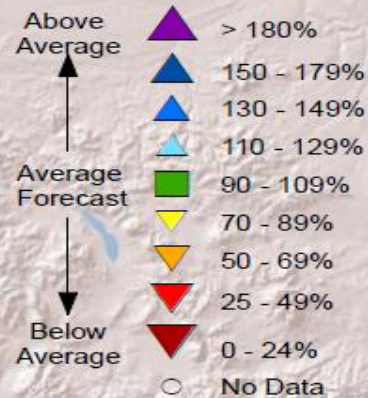 Above
Average
> 180%
150 - 179%
130 - 149%
110 - 129%
Average
Forecast
90 - 109%
70 - 89%
50 - 69%
25 - 49%
Below
Average
0 - 24%
No Data